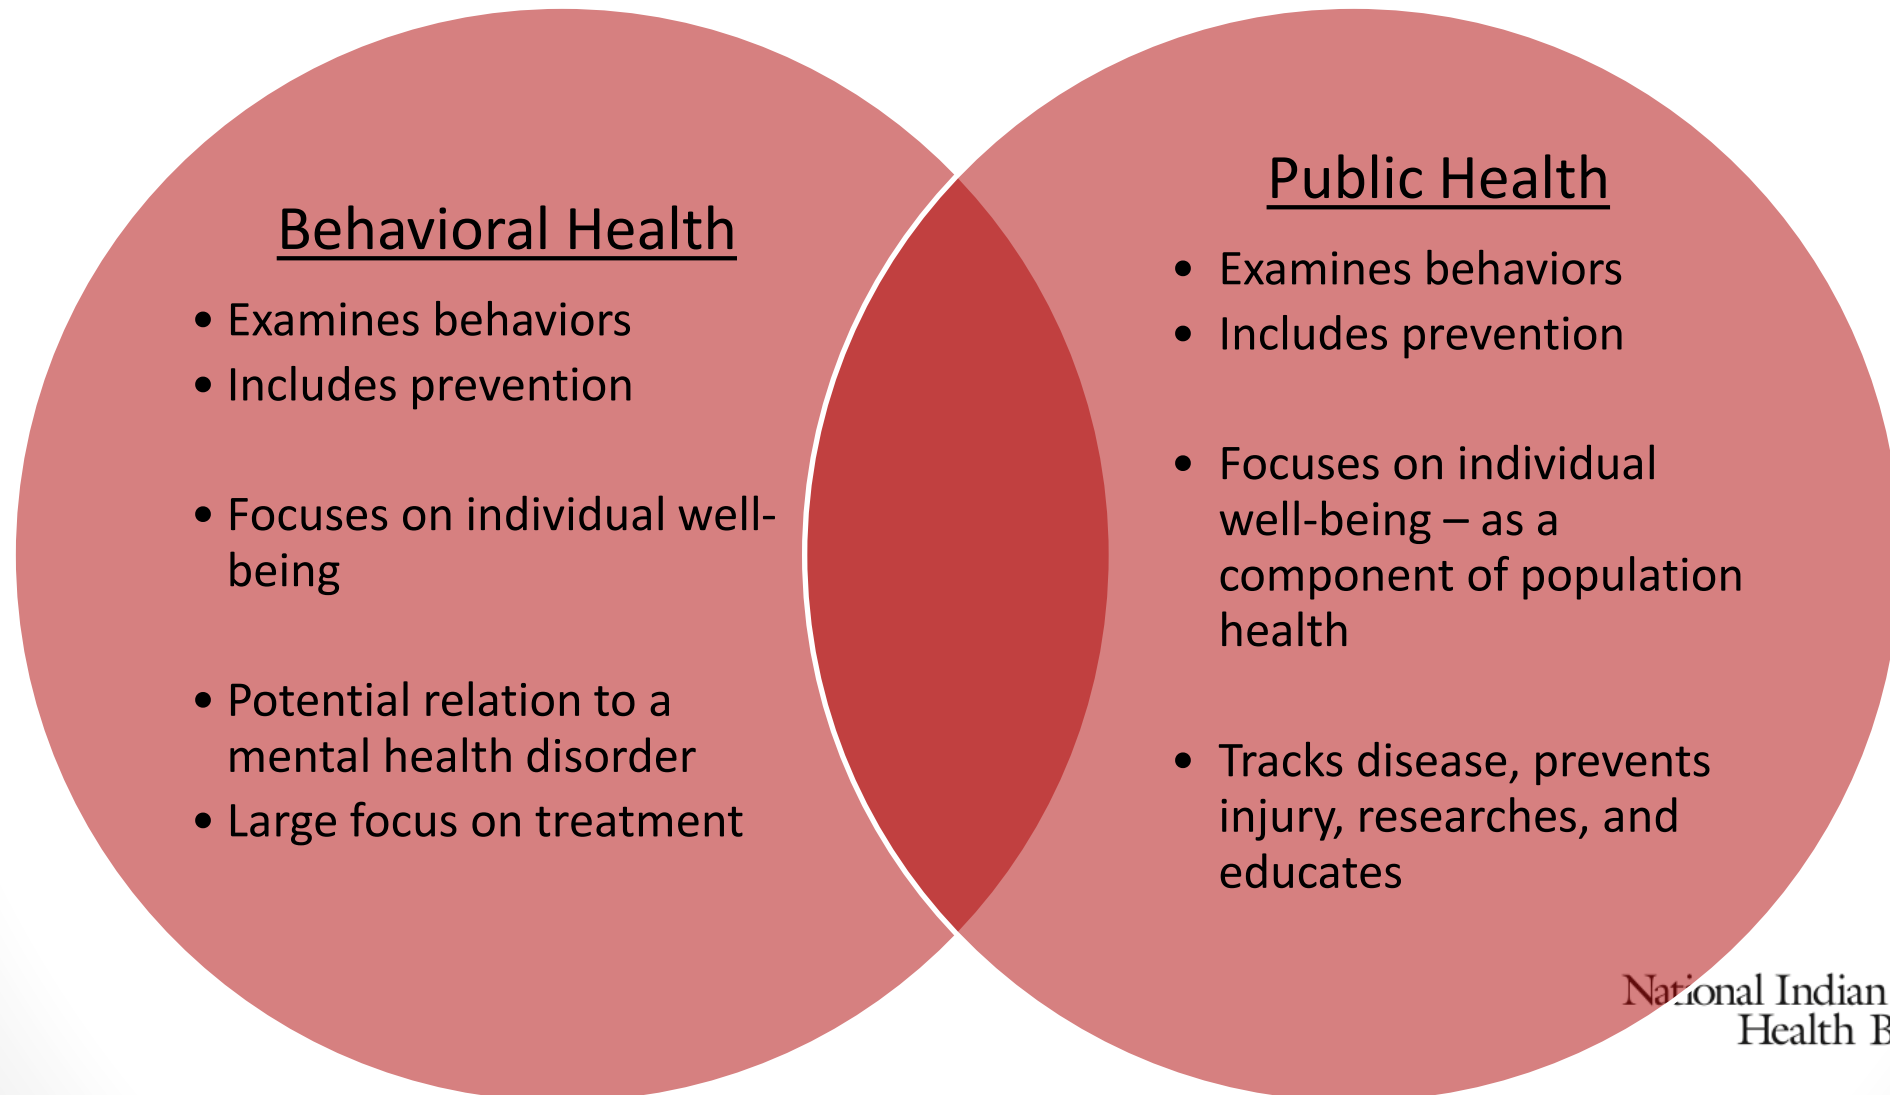 Behavioral Health
• Examines behaviors
• Includes prevention
• Focuses on individual well-
being
• Potential relation to a
mental health disorder
• Large focus on treatment
Public Health
• Examines behaviors
• Includes prevention
• Focuses on individual
well-being – as a
component of population
health
• Tracks disease, prevents
injury, researches, and
educates
National Indian
Health B